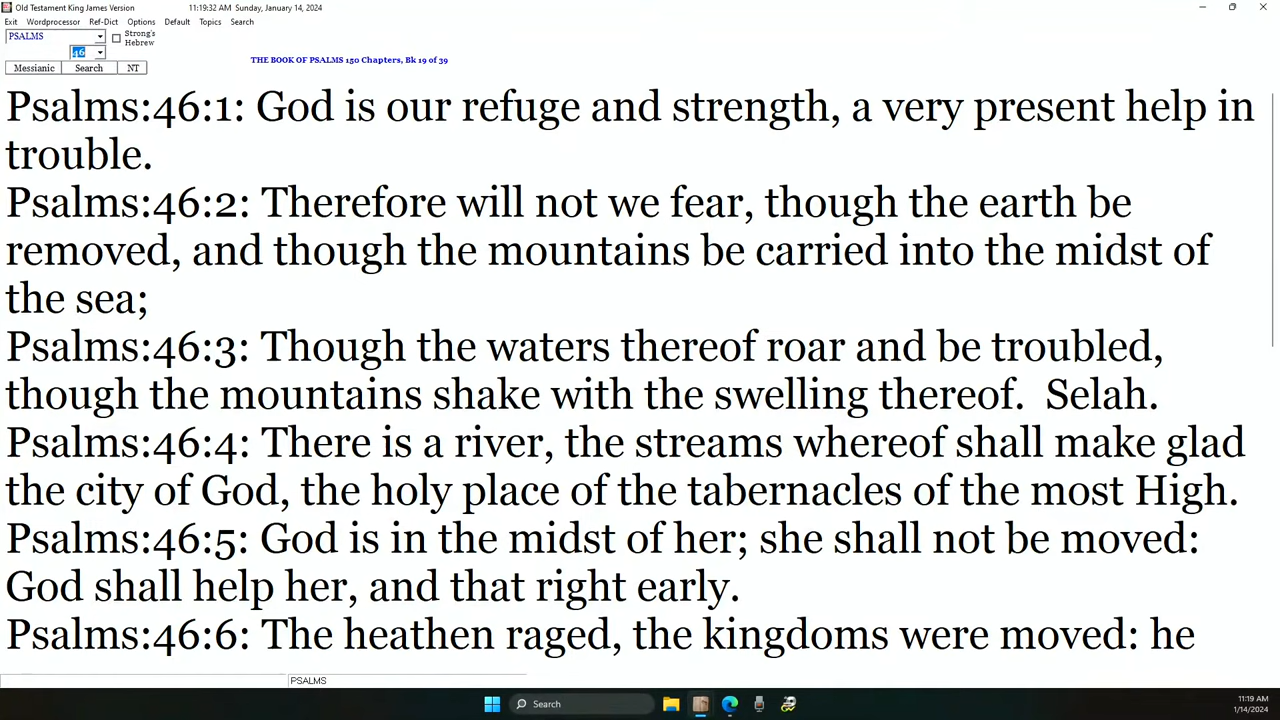 Old Testament King James Version 11:19:32 AM Sunday, January 14, 2024
Exit Wordprocessor Ref-Dict Options Default Topics Search
PSALMS
Strong's
Hebrew
46
THE BOOK OF PSALMS 150 Chapters, Bk 19 of 39
Messianic Search NT
Psalms:46:1: God is our refuge and strength, a very present help in
trouble.
Psalms:46:2: Therefore will not we fear, though the earth be
removed, and though the mountains be carried into the midst of
the sea;
Psalms:46:3: Though the waters thereof roar and be troubled,
though the mountains shake with the swelling thereof.  Selah.
Psalms:46:4: There is a river, the streams whereof shall make glad
the city of God, the holy place of the tabernacles of the most High.
Psalms:46:5: God is in the midst of her; she shall not be moved:
God shall help her, and that right early.
Psalms:46:6: The heathen raged, the kingdoms were moved: he
PSALMS
Search
11:19 AM
1/14/2024